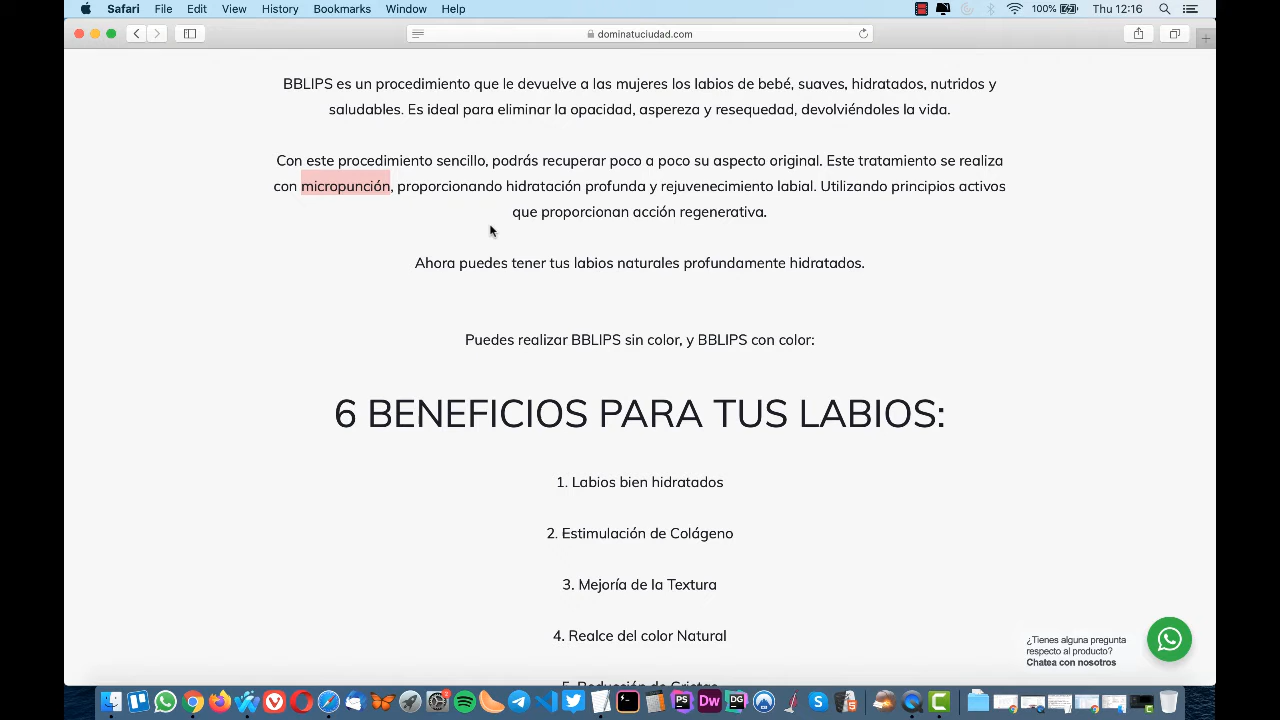 Safari File Edit View History Bookmarks Window Help 100% Thu 12:16
dominatuciudad.com
BBLIPS es un procedimiento que le devuelve a las mujeres los labios de bebé, suaves, hidratados, nutridos y
saludables. Es ideal para eliminar la opacidad, aspereza y resequedad, devolviéndoles la vida.
Con este procedimiento sencillo, podrás recuperar poco a poco su aspecto original. Este tratamiento se realiza
con micropunción, proporcionando hidratación profunda y rejuvenecimiento labial. Utilizando principios activos
que proporcionan acción regenerativa.
Ahora puedes tener tus labios naturales profundamente hidratados.
Puedes realizar BBLIPS sin color, y BBLIPS con color:
6 BENEFICIOS PARA TUS LABIOS:
1. Labios bien hidratados
2. Estimulación de Colágeno
3. Mejoría de la Textura
4. Realce del color Natural
¿Tienes alguna pregunta
respecto al producto?
Chatea con nosotros
5. Reducción de Grietas
Dw